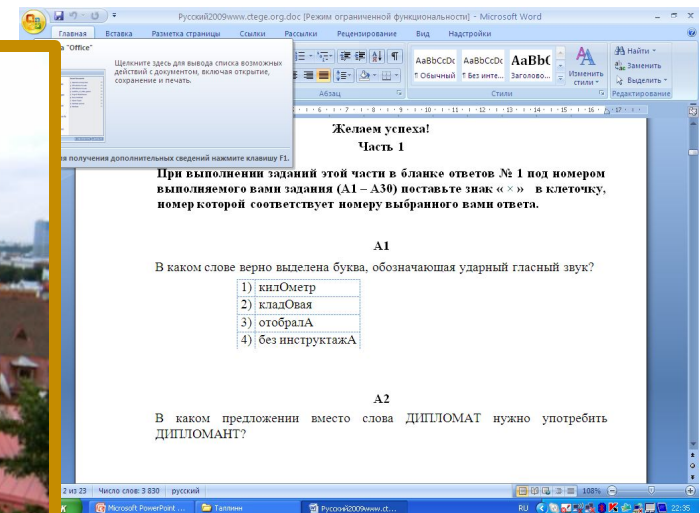 Русский2009www.ctege.org.doc [Режим ограниченной функциональности] - Microsoft Word
Главная Вставка Разметка страницы Ссылки Рассылки Рецензирование Вид Надстройки
"Office"
Щелкните здесь для вывода списка возможных
действий с документом, включая открытие,
сохранение и печать.
получения дополнительных сведений нажмите клавишу F1.
AaBbCcDc AaBbCcDc AaBbC
¶ Обычный ¶ Без инте... Заголово...
Изменить
стили
Найти
Заменить
Выделить
Абзац Стили Редактирование
Желаем успеха!
Часть 1
При выполнении заданий этой части в бланке ответов № 1 под номером
выполняемого вами задания (А1 – А30) поставьте знак « × » в клеточку,
номер которой соответствует номеру выбранного вами ответа.
А1
В каком слове верно выделена буква, обозначающая ударный гласный звук?
1) килОметр
2) кладОвая
3) отобралА
4) без инструктажА
А2
В каком предложении вместо слова ДИПЛОМАТ нужно употребить
ДИПЛОМАНТ?
2 из 23 Число слов: 3 830 русский 108%
Microsoft PowerPoint ... Таллинн Русский2009www.ct... RU 22:35